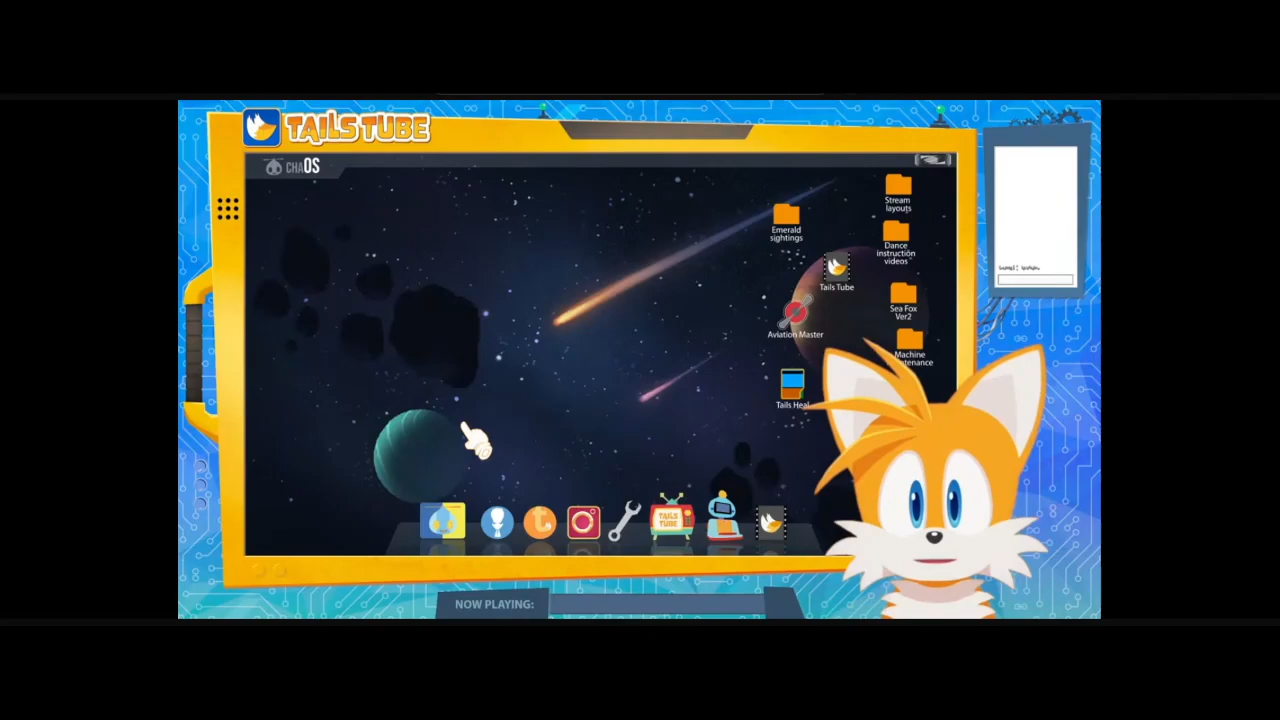 TAILSTUBE
CHAOS
Stream
layouts
Emerald
sightings
Dance
instruction
videos
Tails Tube
Sea Fox
Ver2
Aviation Master
Machine
Tails Heal
TAILS
TUBE
NOW PLAYING: